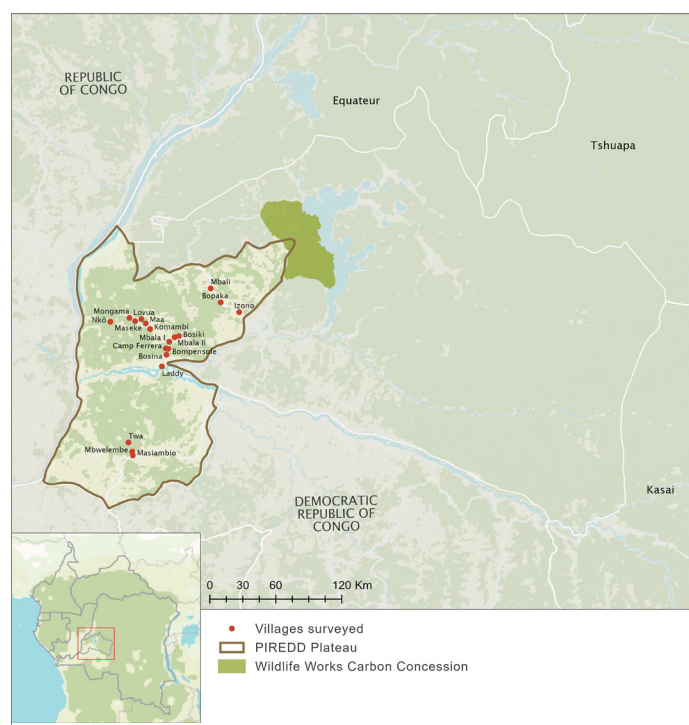 REPUBLIC
OF CONGO
Equateur
Tshuapa
Mbali
Bopaka
Izono
Mongama
Lovua
Nkô
Maa
Maseke
Komambi
Bosiki
Mbala I
Mbala Ii
Camp Ferrera
Bompensole
Bosina
Laddy
Twa
Mbwelembe
Masiambio
Kasai
DEMOCRATIC
REPUBLIC OF
CONGO
0 30 60 120 Km
Villages surveyed
PIREDD Plateau
Wildlife Works Carbon Concession